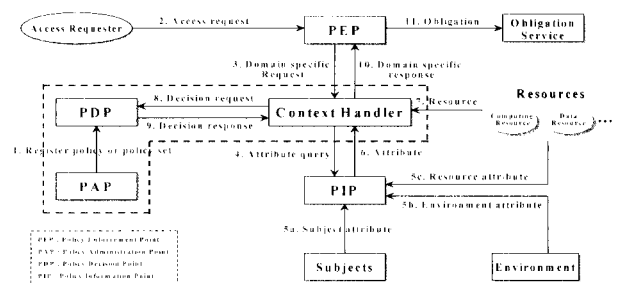 Access Requester
2. Access request
PEP
11. Obligation
Obligation
Service
3. Domain specific
Request
10. Domain specific
response
PDP
8. Decision request
9. Decision response
Context Handler
7. Resource
Resources
Computing
Resource
Data
Resource
...
1. Register policy or policy set
4. Attribute query
6. Attribute
PAP
PIP
5c. Resource attribute
5b. Environment attribute
5a. Subject attribute
Subjects
Environment
PEP : Policy Enforcement Point
PAP : Policy Administration Point
PDP : Policy Decision Point
PIP : Policy Information Point